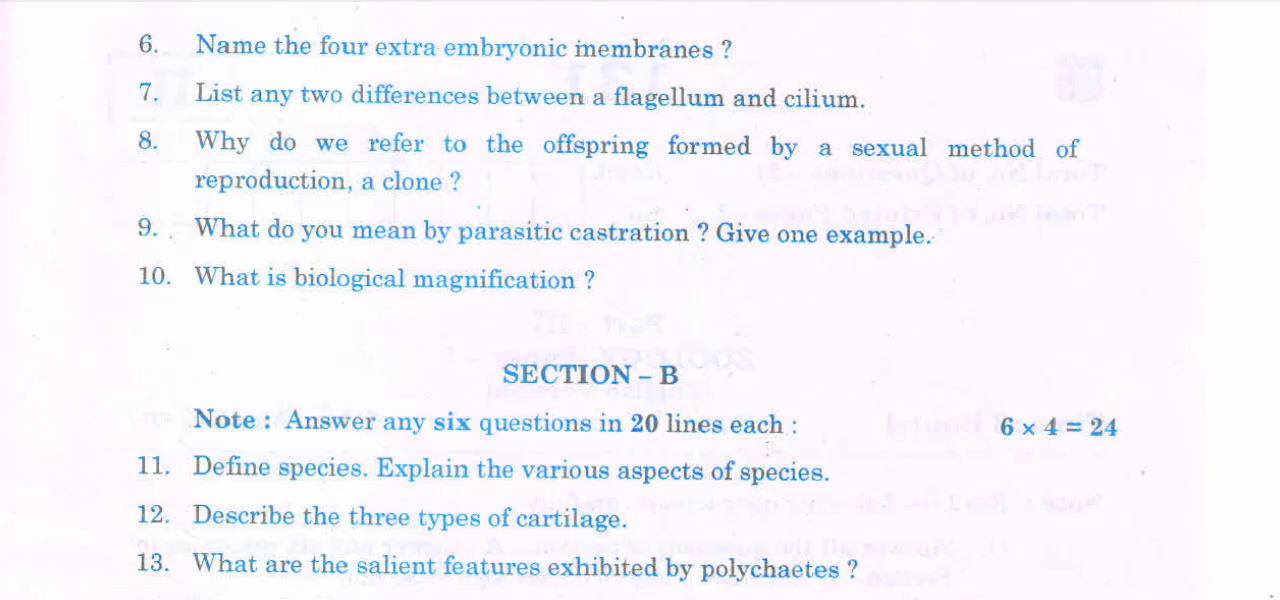 6. Name the four extra embryonic membranes ?
7. List any two differences between a flagellum and cilium.
8. Why do we refer to the offspring formed by a sexual method of
reproduction, a clone ?
9. What do you mean by parasitic castration ? Give one example.
10. What is biological magnification ?
SECTION – B
Note : Answer any six questions in 20 lines each : 6 × 4 = 24
11. Define species. Explain the various aspects of species.
12. Describe the three types of cartilage.
13. What are the salient features exhibited by polychaetes ?